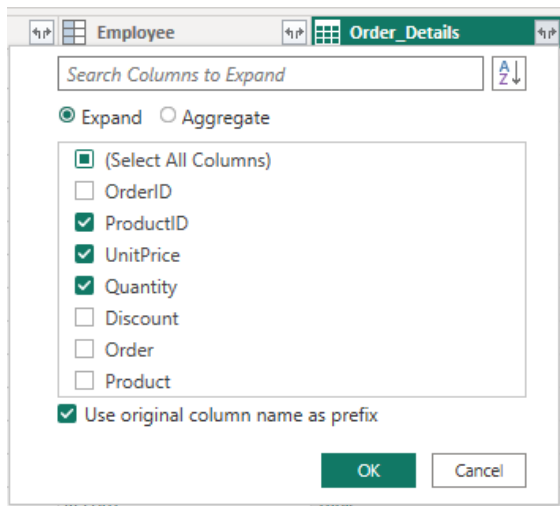 Employee Order_Details
Search Columns to Expand
Expand Aggregate
(Select All Columns)
OrderID
ProductID
UnitPrice
Quantity
Discount
Order
Product
Use original column name as prefix
OK Cancel